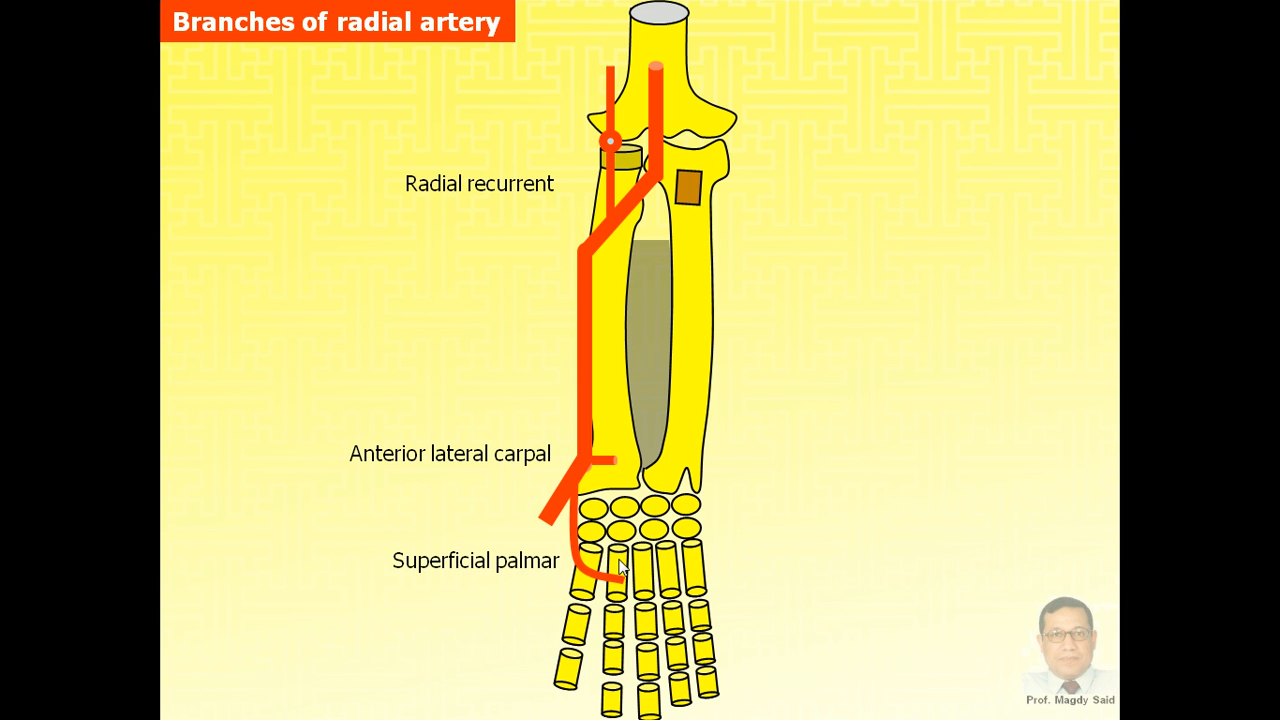 Branches of radial artery
Radial recurrent
Anterior lateral carpal
Superficial palmar
Prof. Magdy Said